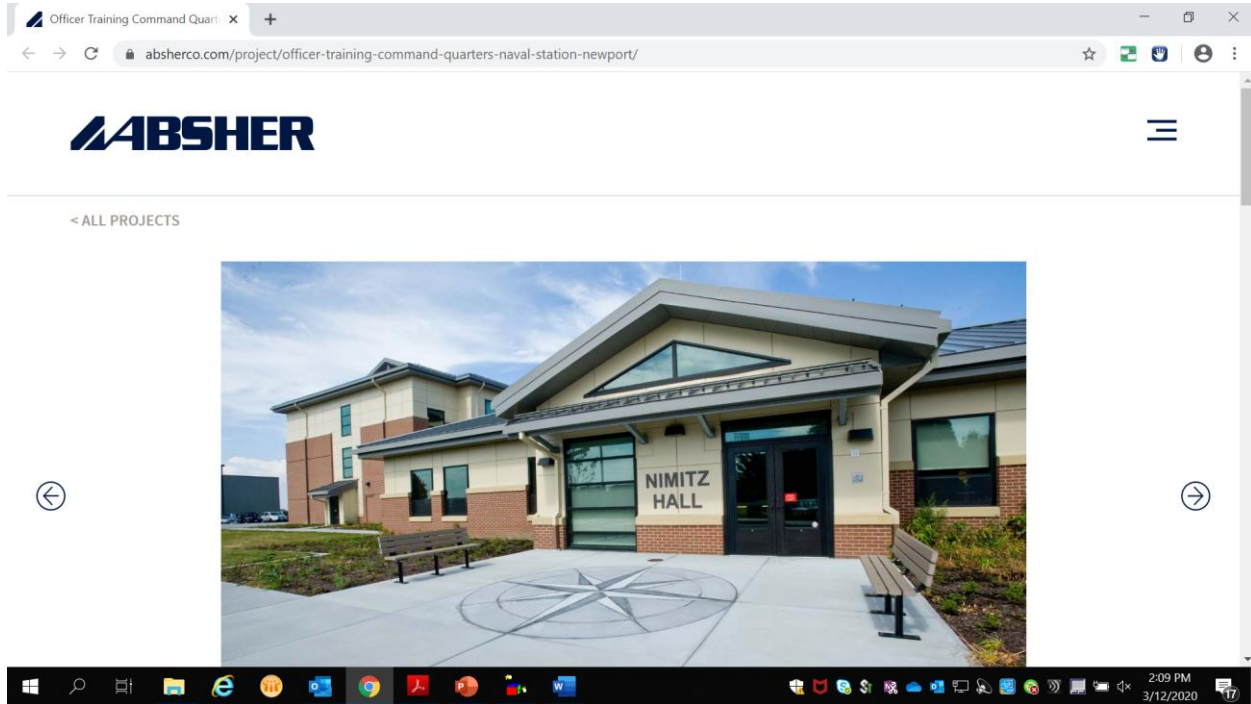 Officer Training Command Quart
absherco.com/project/officer-training-command-quarters-naval-station-newport/
ABSHER
< ALL PROJECTS
NIMITZ
HALL
2:09 PM
3/12/2020
17